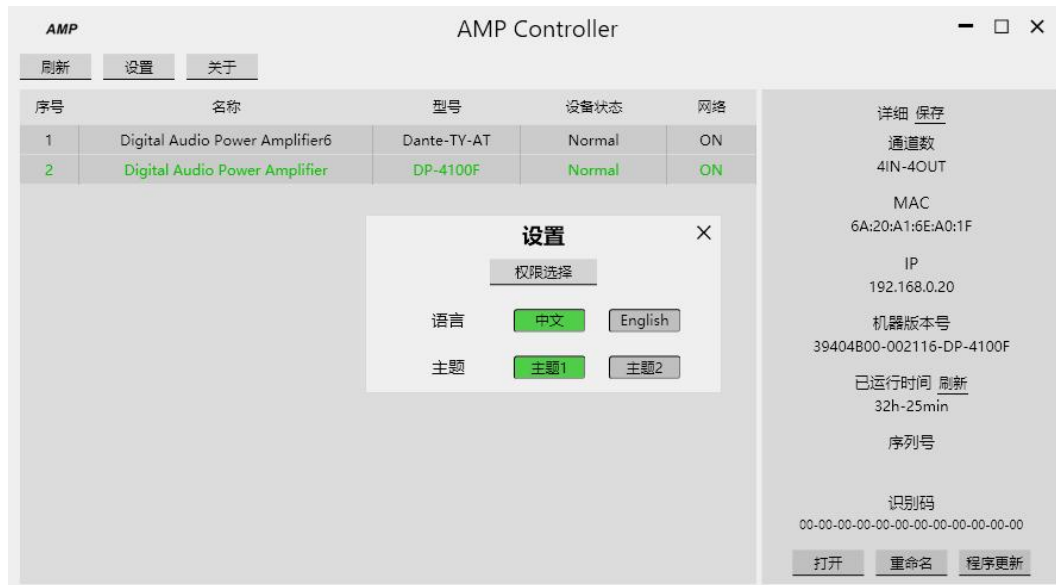 AMP
AMP Controller
刷新 设置 关于
序号 名称 型号 设备状态 网络
1 Digital Audio Power Amplifier6 Dante-TY-AT Normal ON
2 Digital Audio Power Amplifier DP-4100F Normal ON
设置
权限选择
语言 中文 English
主题 主题1 主题2
详细 保存
通道数
4IN-4OUT
MAC
6A:20:A1:6E:A0:1F
IP
192.168.0.20
机器版本号
39404B00-002116-DP-4100F
已运行时间 刷新
32h-25min
序列号
识别码
00-00-00-00-00-00-00-00-00-00-00-00
打开 重命名 程序更新